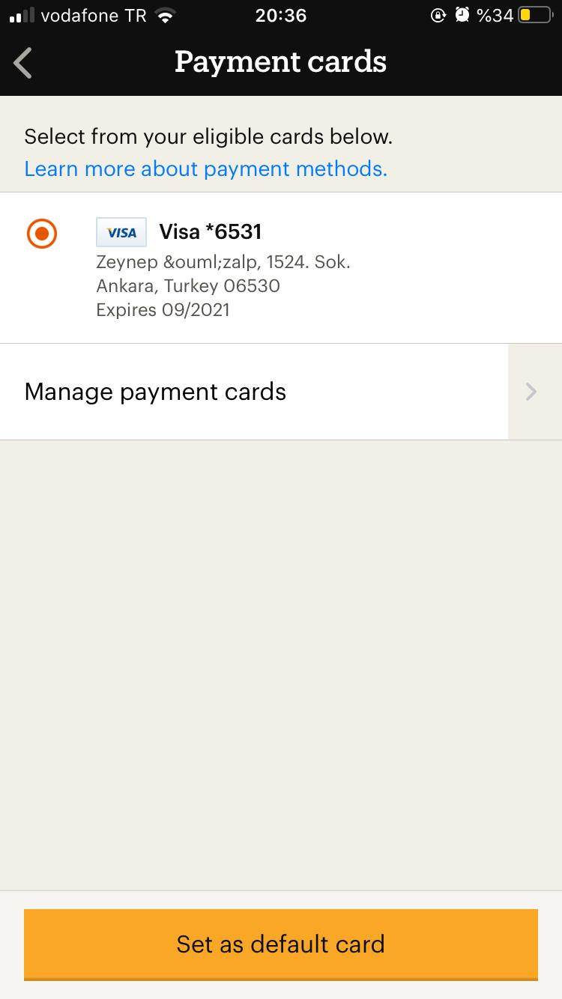 vodafone TR 20:36 %34
Payment cards
Select from your eligible cards below.
Learn more about payment methods.
VISA Visa *6531
Zeynep &ouml;zalp, 1524. Sok.
Ankara, Turkey 06530
Expires 09/2021
Manage payment cards
Set as default card